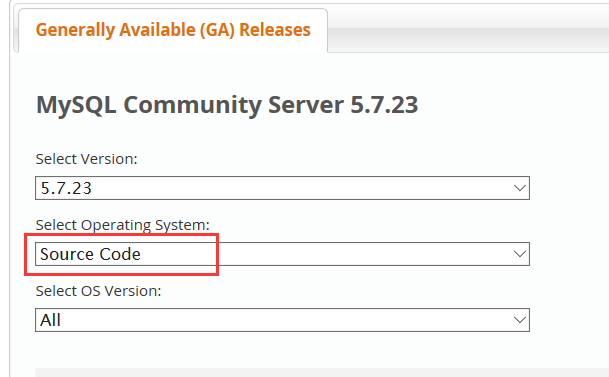 Generally Available (GA) Releases
MySQL Community Server 5.7.23
Select Version:
5.7.23
Select Operating System:
Source Code
Select OS Version:
All